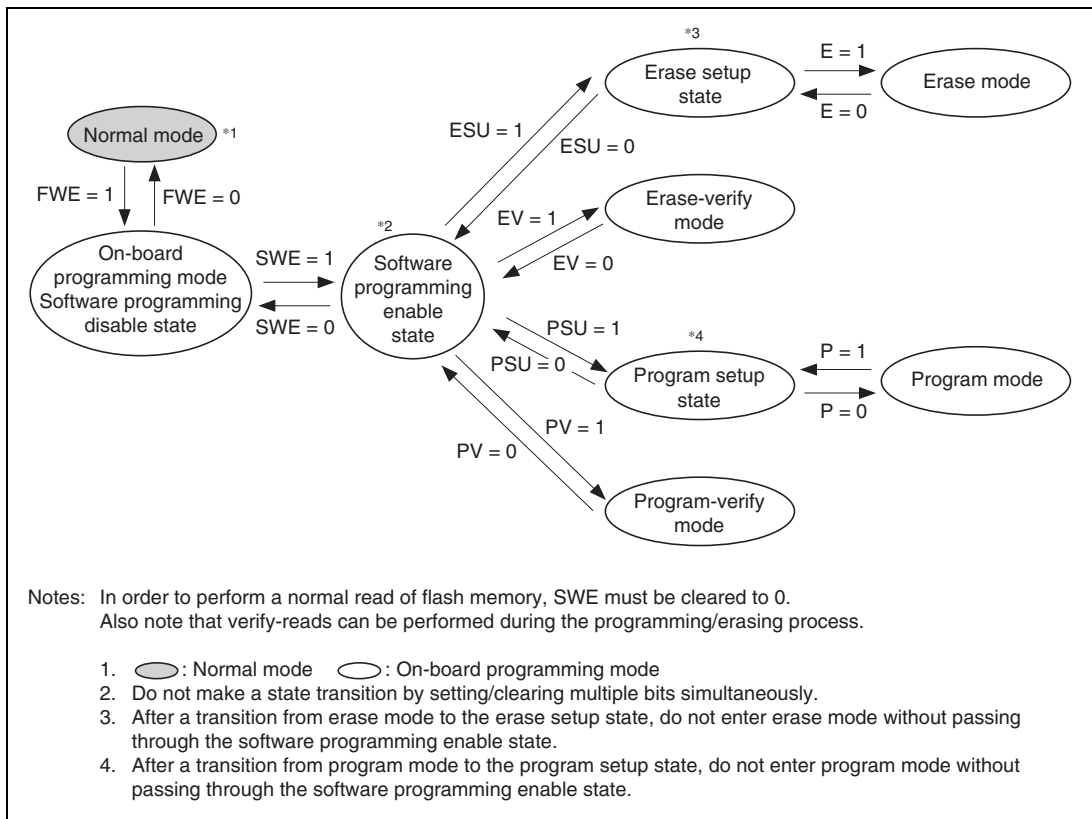 *3
Erase setup
state
E = 1
E = 0
Erase mode
Normal mode
*1
ESU = 1
ESU = 0
FWE = 1
FWE = 0
Erase-verify
mode
*2
EV = 1
EV = 0
On-board
programming mode
Software programming
disable state
SWE = 1
SWE = 0
Software
programming
enable
state
PSU = 1
PSU = 0
*4
Program setup
state
P = 1
P = 0
Program mode
PV = 1
PV = 0
Program-verify
mode
Notes: In order to perform a normal read of flash memory, SWE must be cleared to 0.
Also note that verify-reads can be performed during the programming/erasing process.
1. : Normal mode : On-board programming mode
2. Do not make a state transition by setting/clearing multiple bits simultaneously.
3. After a transition from erase mode to the erase setup state, do not enter erase mode without passing
through the software programming enable state.
4. After a transition from program mode to the program setup state, do not enter program mode without
passing through the software programming enable state.